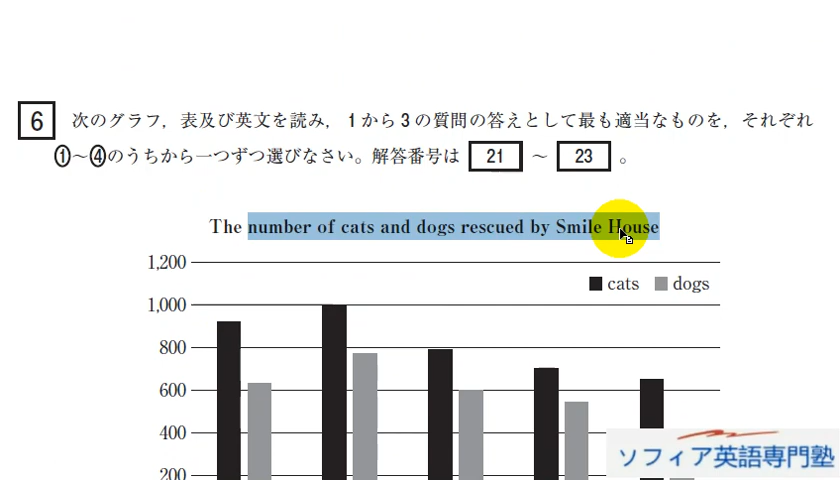 6 次のグラフ，表及び英文を読み，1から3の質問の答えとして最も適当なものを，それぞれ
①～④のうちから一つずつ選びなさい。解答番号は 21 ～ 23 。
The number of cats and dogs rescued by Smile House
1,200
cats dogs
1,000
800
600
400
ソフィア英語専門塾
200